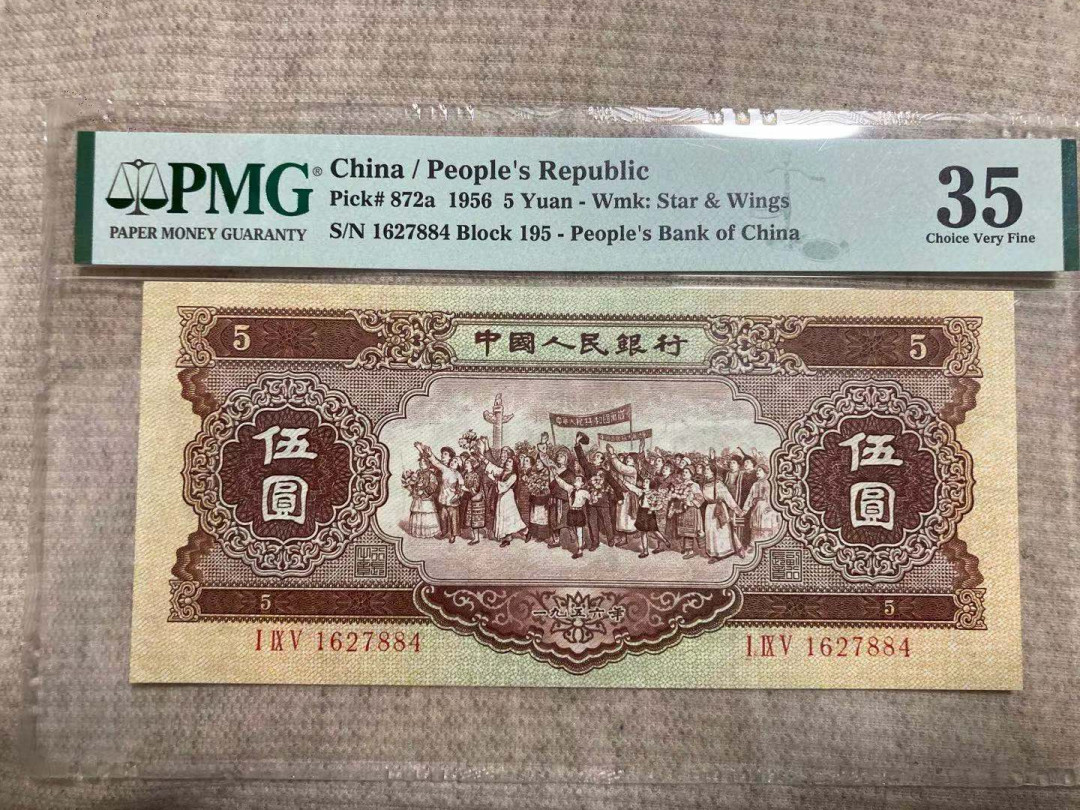 PMG®
PAPER MONEY GUARANTY
China / People's Republic
Pick# 872a 1956 5 Yuan - Wmk: Star & Wings
S/N 1627884 Block 195 - People's Bank of China
35
Choice Very Fine
5
中國人民銀行
5
伍圓
伍圓
5
一九五六年
5
I IX V 1627884
I IX V 1627884